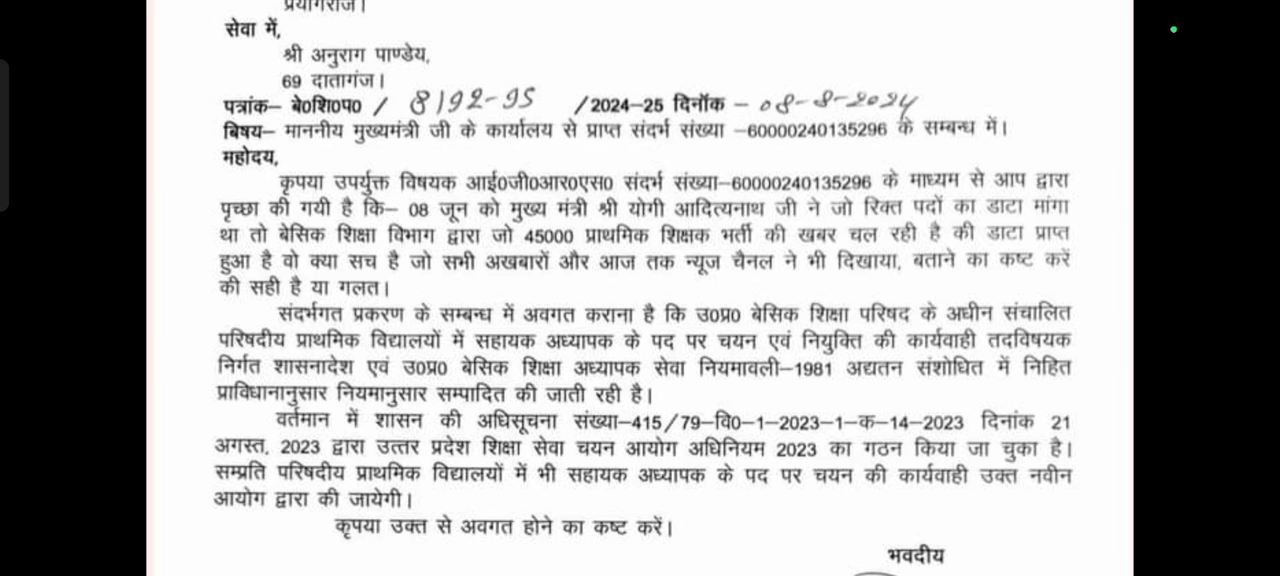 प्रयागराज।
सेवा में,
श्री अनुराग पाण्डेय,
69 दातागंज।
पत्रांक– बे0शि0प0 / 8192-95 /2024–25 दिनॉक – 08-8-2024
बिषय– माननीय मुख्यमंत्री जी के कार्यालय से प्राप्त संदर्भ संख्या –60000240135296 के सम्बन्ध में।
महोदय,
कृपया उपर्युक्त विषयक आई0जी0आर0एस0 संदर्भ संख्या–60000240135296 के माध्यम से आप द्वारा
पृच्छा की गयी है कि– 08 जून को मुख्य मंत्री श्री योगी आदित्यनाथ जी ने जो रिक्त पदों का डाटा मांगा
था तो बेसिक शिक्षा विभाग द्वारा जो 45000 प्राथमिक शिक्षक भर्ती की खबर चल रही है की डाटा प्राप्त
हुआ है वो क्या सच है जो सभी अखबारों और आज तक न्यूज चैनल ने भी दिखाया, बताने का कष्ट करें
की सही है या गलत।
संदर्भगत प्रकरण के सम्बन्ध में अवगत कराना है कि उ0प्र0 बेसिक शिक्षा परिषद के अधीन संचालित
परिषदीय प्राथमिक विद्यालयों में सहायक अध्यापक के पद पर चयन एवं नियुक्ति की कार्यवाही तदविषयक
निर्गत शासनादेश एवं उ0प्र0 बेसिक शिक्षा अध्यापक सेवा नियमावली–1981 अद्यतन संशोधित में निहित
प्राविधानानुसार नियमानुसार सम्पादित की जाती रही है।
वर्तमान में शासन की अधिसूचना संख्या–415/79–वि0–1–2023–1–क–14–2023 दिनांक 21
अगस्त, 2023 द्वारा उत्तर प्रदेश शिक्षा सेवा चयन आयोग अधिनियम 2023 का गठन किया जा चुका है।
सम्प्रति परिषदीय प्राथमिक विद्यालयों में भी सहायक अध्यापक के पद पर चयन की कार्यवाही उक्त नवीन
आयोग द्वारा की जायेगी।
कृपया उक्त से अवगत होने का कष्ट करें।
भवदीय